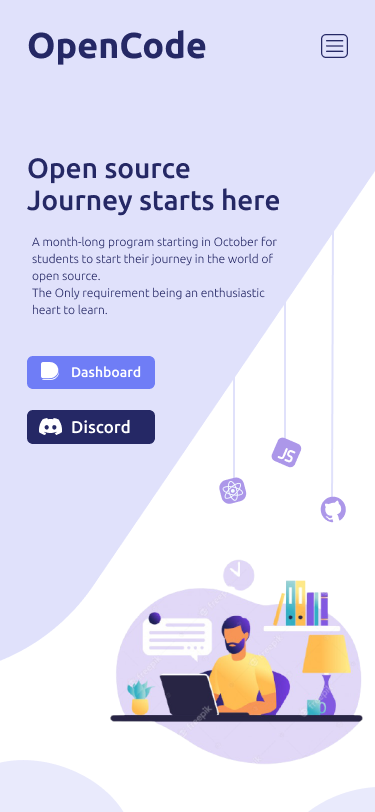 OpenCode
Open source
Journey starts here
A month-long program starting in October for
students to start their journey in the world of
open source.
The Only requirement being an enthusiastic
heart to learn.
Dashboard
Discord
JS